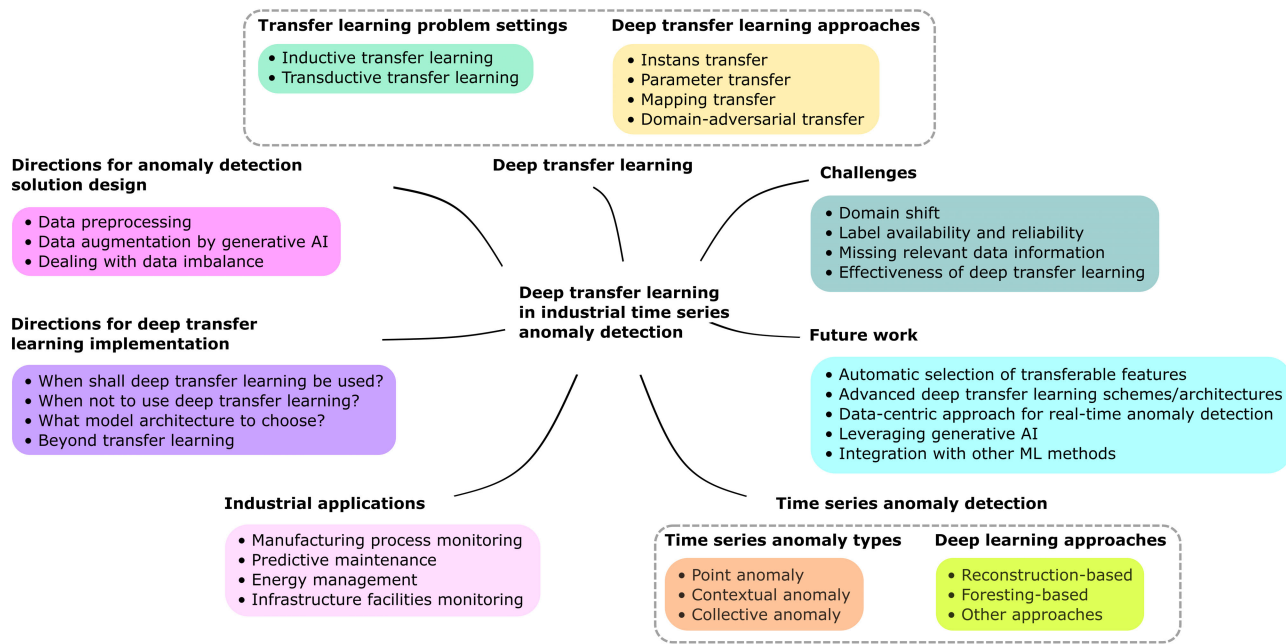 Transfer learning problem settings
• Inductive transfer learning
• Transductive transfer learning
Deep transfer learning approaches
• Instans transfer
• Parameter transfer
• Mapping transfer
• Domain-adversarial transfer
Deep transfer learning
Directions for anomaly detection
solution design
• Data preprocessing
• Data augmentation by generative AI
• Dealing with data imbalance
Challenges
• Domain shift
• Label availability and reliability
• Missing relevant data information
• Effectiveness of deep transfer learning
Deep transfer learning
in industrial time series
anomaly detection
Directions for deep transfer
learning implementation
• When shall deep transfer learning be used?
• When not to use deep transfer learning?
• What model architecture to choose?
• Beyond transfer learning
Future work
• Automatic selection of transferable features
• Advanced deep transfer learning schemes/architectures
• Data-centric approach for real-time anomaly detection
• Leveraging generative AI
• Integration with other ML methods
Industrial applications
• Manufacturing process monitoring
• Predictive maintenance
• Energy management
• Infrastructure facilities monitoring
Time series anomaly detection
Time series anomaly types
• Point anomaly
• Contextual anomaly
• Collective anomaly
Deep learning approaches
• Reconstruction-based
• Foresting-based
• Other approaches